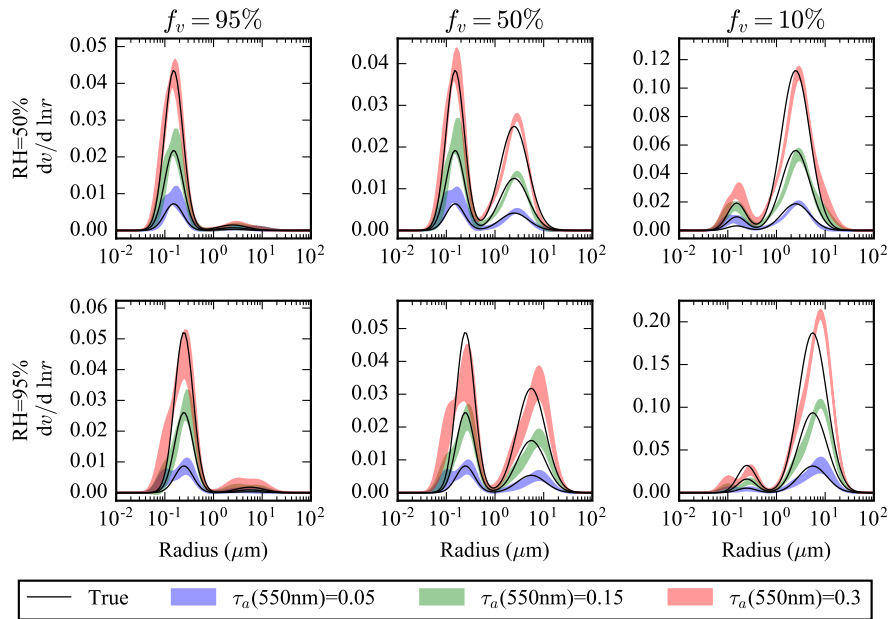 f_v = 95%
f_v = 50%
f_v = 10%
RH=50%
dv/d lnr
0.05
0.04
0.03
0.02
0.01
0.00
10^-2 10^-1 10^0 10^1 10^2
0.04
0.03
0.02
0.01
0.00
10^-2 10^-1 10^0 10^1 10^2
0.12
0.10
0.08
0.06
0.04
0.02
0.00
10^-2 10^-1 10^0 10^1 10^2
RH=95%
dv/d lnr
0.06
0.05
0.04
0.03
0.02
0.01
0.00
10^-2 10^-1 10^0 10^1 10^2
Radius (μm)
0.05
0.04
0.03
0.02
0.01
0.00
10^-2 10^-1 10^0 10^1 10^2
Radius (μm)
0.20
0.15
0.10
0.05
0.00
10^-2 10^-1 10^0 10^1 10^2
Radius (μm)
True τ_a(550nm)=0.05 τ_a(550nm)=0.15 τ_a(550nm)=0.3